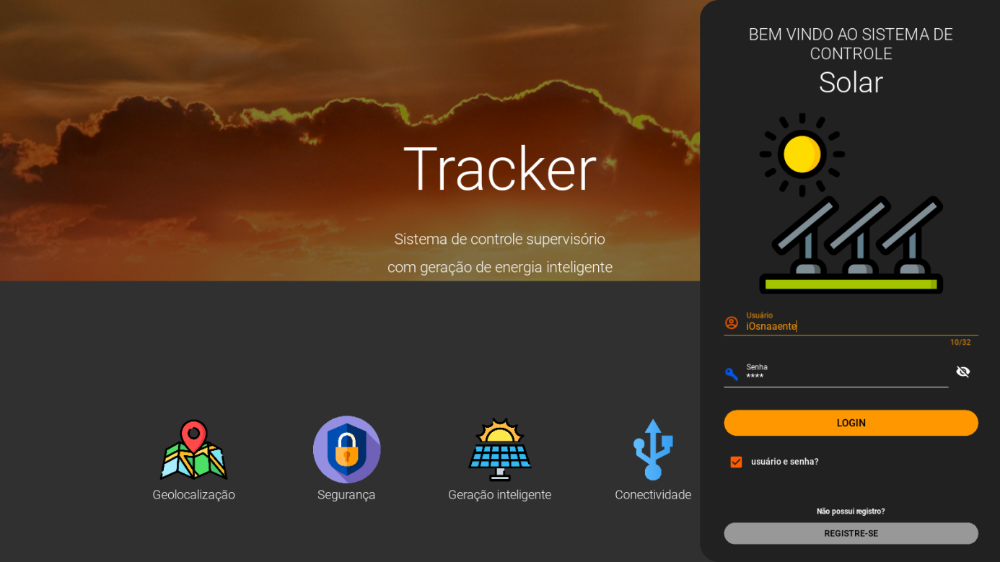 Tracker
Sistema de controle supervisório
com geração de energia inteligente
Geolocalização
Segurança
Geração inteligente
Conectividade
BEM VINDO AO SISTEMA DE
CONTROLE
Solar
Usuário
iOsnaaente
10/32
Senha
****
LOGIN
usuário e senha?
Não possui registro?
REGISTRE-SE